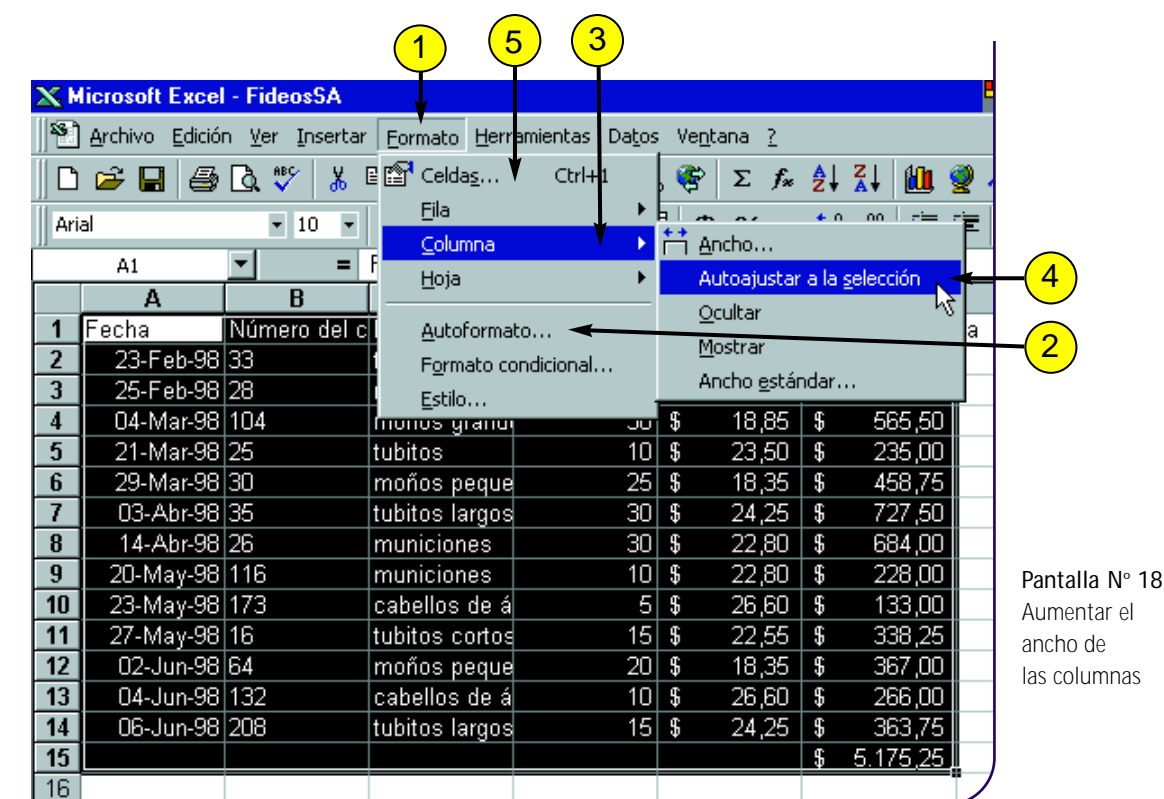 1 5 3
Microsoft Excel - FideosSA
Archivo Edición Ver Insertar Formato Herramientas Datos Ventana ?
Celdas... Ctrl+1
Arial 10
Fila
Columna
Hoja
Autoformato...
Formato condicional...
Estilo...
Ancho...
Autoajustar a la selección
Ocultar
Mostrar
Ancho estándar...
4
2
A1 =
A B
1 Fecha Número del c
2 23-Feb-98 33
3 25-Feb-98 28
4 04-Mar-98 104 $ 18,85 $ 565,50
5 21-Mar-98 25 tubitos 10 $ 23,50 $ 235,00
6 29-Mar-98 30 moños peque 25 $ 18,35 $ 458,75
7 03-Abr-98 35 tubitos largos 30 $ 24,25 $ 727,50
8 14-Abr-98 26 municiones 30 $ 22,80 $ 684,00
9 20-May-98 116 municiones 10 $ 22,80 $ 228,00
10 23-May-98 173 cabellos de á 5 $ 26,60 $ 133,00
11 27-May-98 16 tubitos cortos 15 $ 22,55 $ 338,25
12 02-Jun-98 64 moños peque 20 $ 18,35 $ 367,00
13 04-Jun-98 132 cabellos de á 10 $ 26,60 $ 266,00
14 06-Jun-98 208 tubitos largos 15 $ 24,25 $ 363,75
15 $ 5.175,25
16
Pantalla Nº 18
Aumentar el
ancho de
las columnas